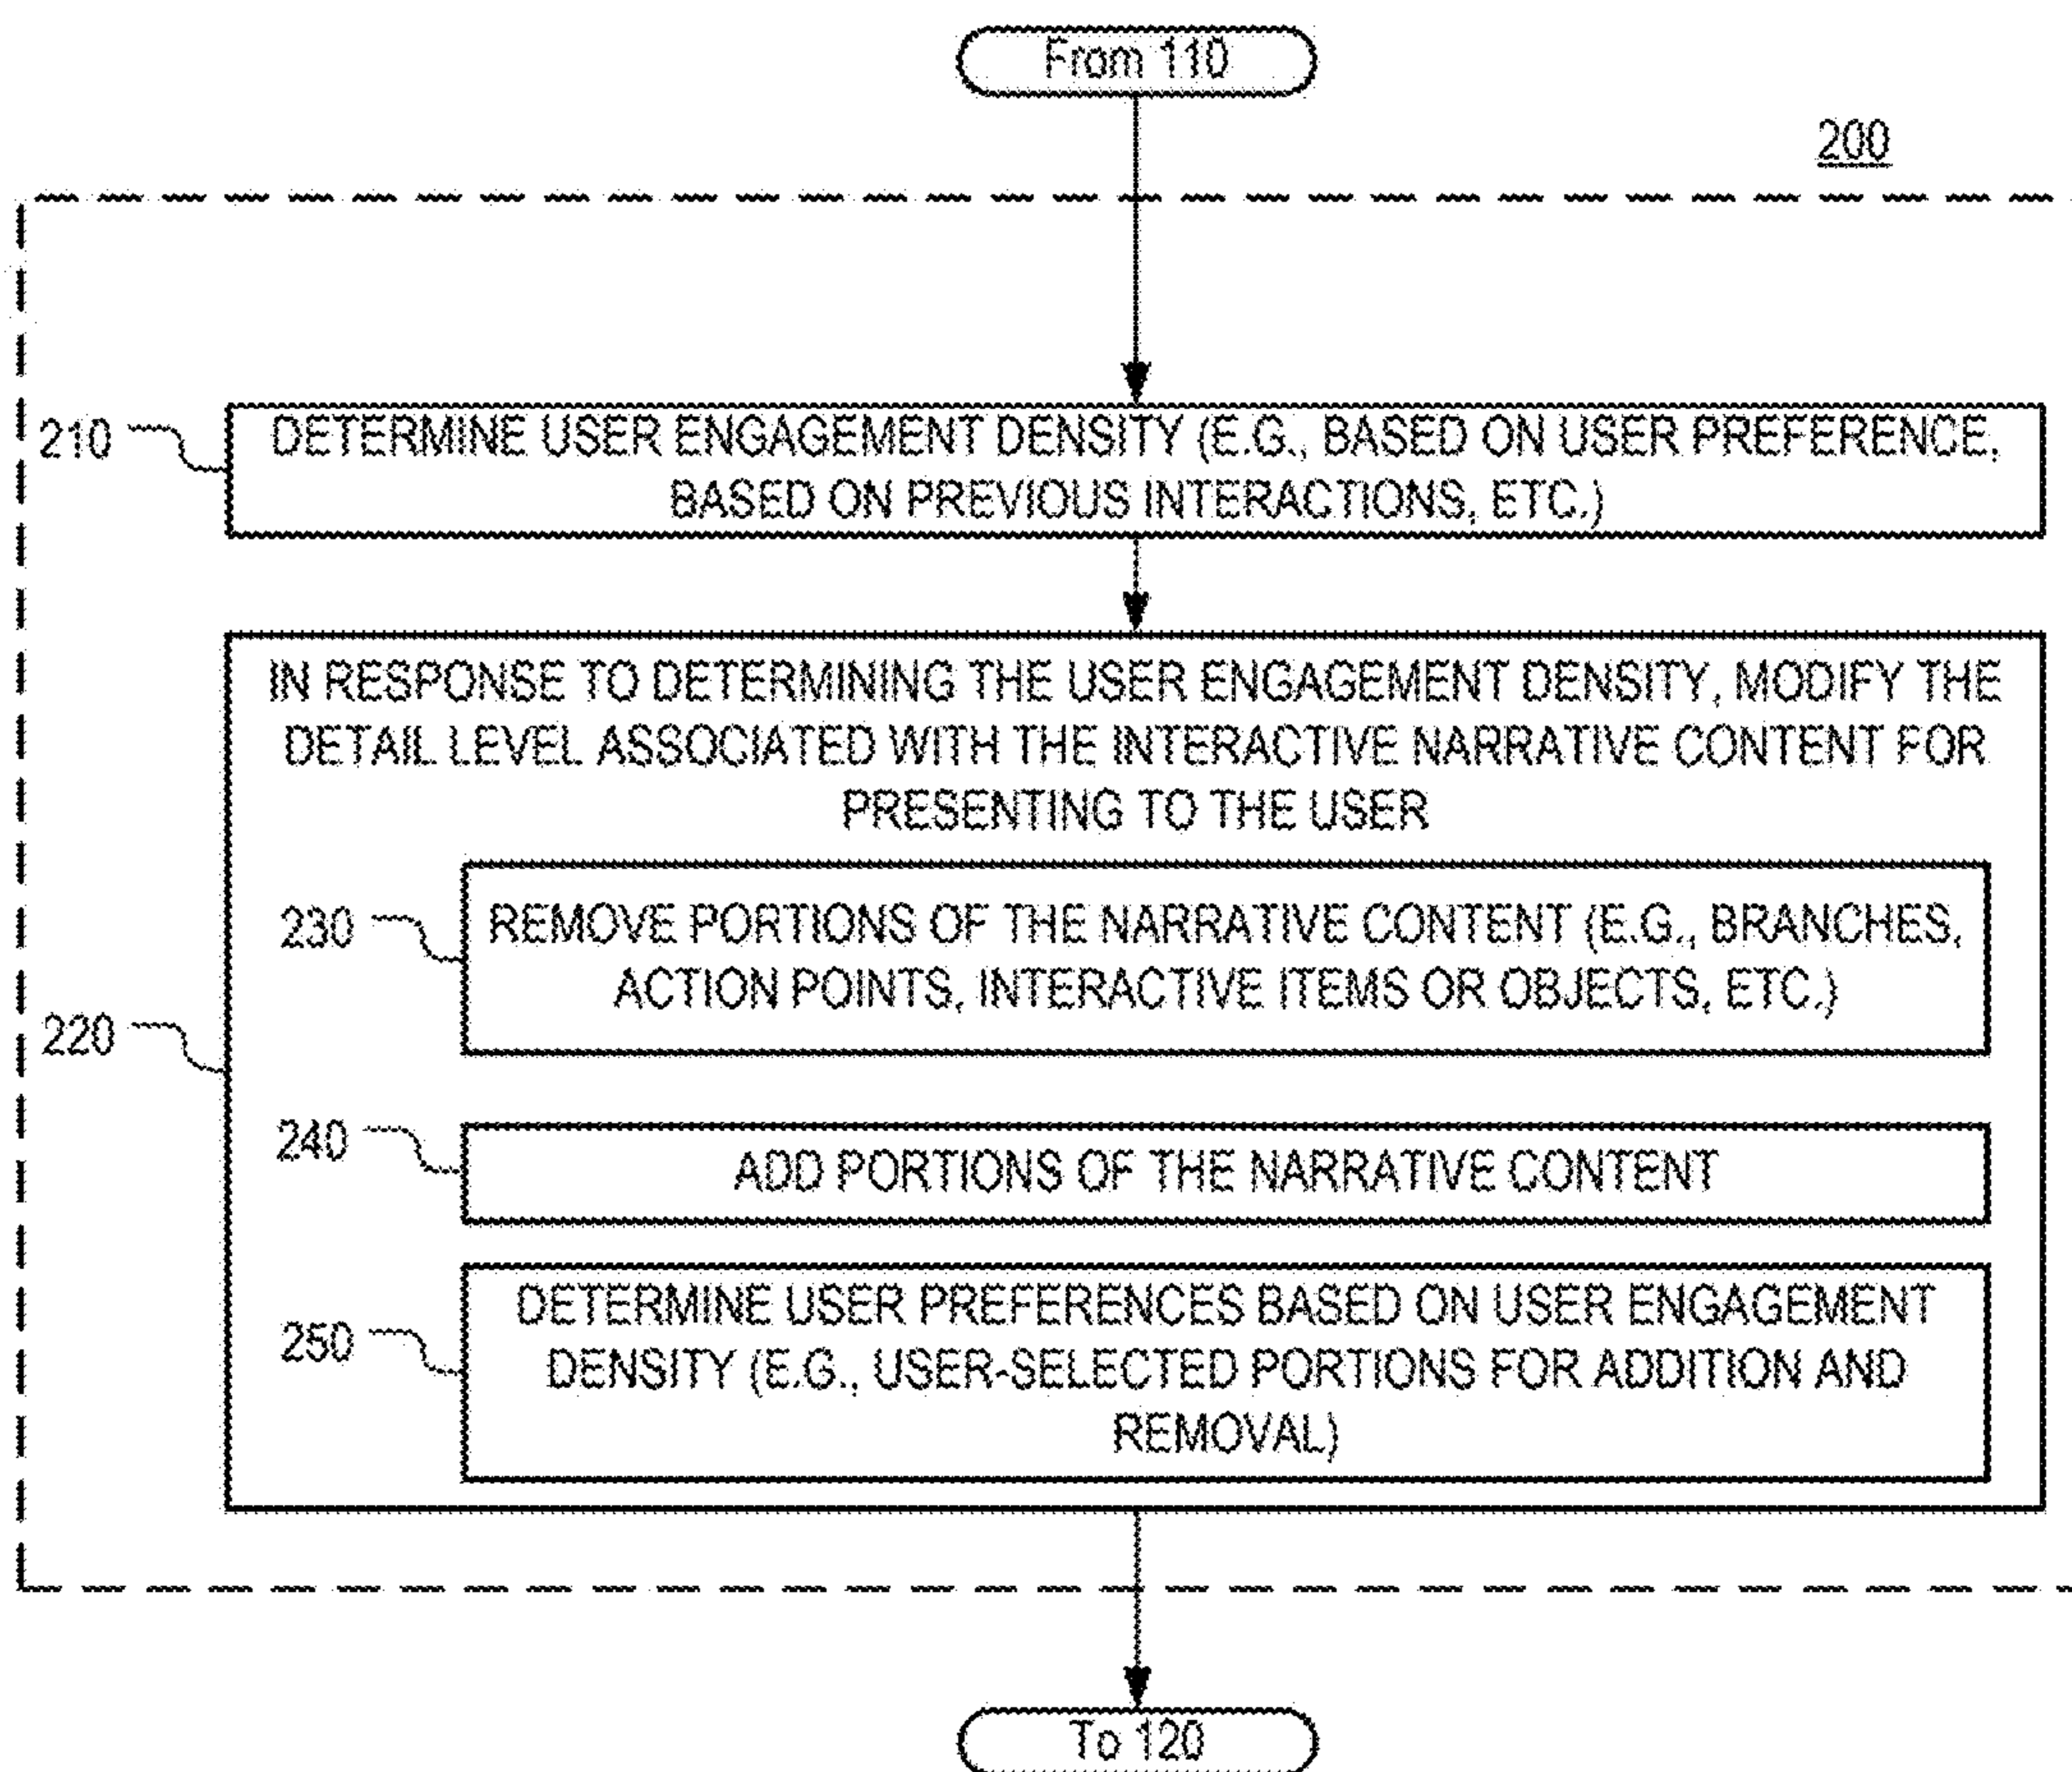 From 110
200
210
DETERMINE USER ENGAGEMENT DENSITY (E.G., BASED ON USER PREFERENCE,
BASED ON PREVIOUS INTERACTIONS, ETC.)
IN RESPONSE TO DETERMINING THE USER ENGAGEMENT DENSITY, MODIFY THE
DETAIL LEVEL ASSOCIATED WITH THE INTERACTIVE NARRATIVE CONTENT FOR
PRESENTING TO THE USER
230
REMOVE PORTIONS OF THE NARRATIVE CONTENT (E.G., BRANCHES,
ACTION POINTS, INTERACTIVE ITEMS OR OBJECTS, ETC.)
220
240
ADD PORTIONS OF THE NARRATIVE CONTENT
250
DETERMINE USER PREFERENCES BASED ON USER ENGAGEMENT
DENSITY (E.G., USER-SELECTED PORTIONS FOR ADDITION AND
REMOVAL)
To 120